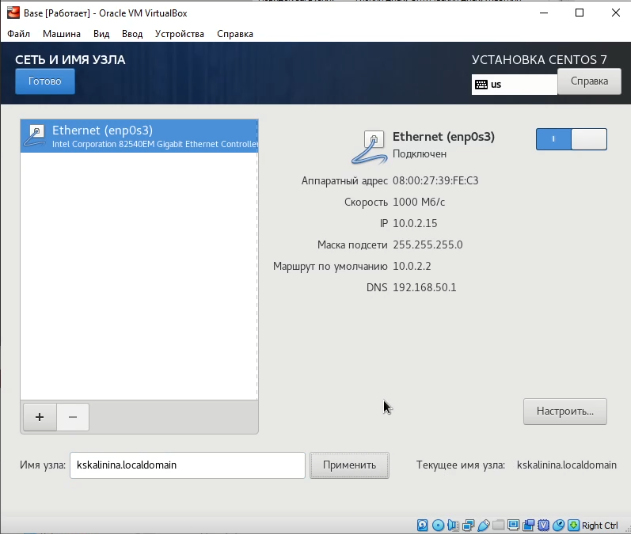 Base [Работает] - Oracle VM VirtualBox
Файл Машина Вид Ввод Устройства Справка
СЕТЬ И ИМЯ УЗЛА
УСТАНОВКА CENTOS 7
Готово
us
Справка
Ethernet (enp0s3)
Intel Corporation 82540EM Gigabit Ethernet Controlle
Ethernet (enp0s3)
Подключен
Аппаратный адрес 08:00:27:39:FE:C3
Скорость 1000 Мб/с
IP 10.0.2.15
Маска подсети 255.255.255.0
Маршрут по умолчанию 10.0.2.2
DNS 192.168.50.1
+ −
Настроить...
Имя узла: kskalinina.localdomain Применить Текущее имя узла: kskalinina.localdomain
Right Ctrl